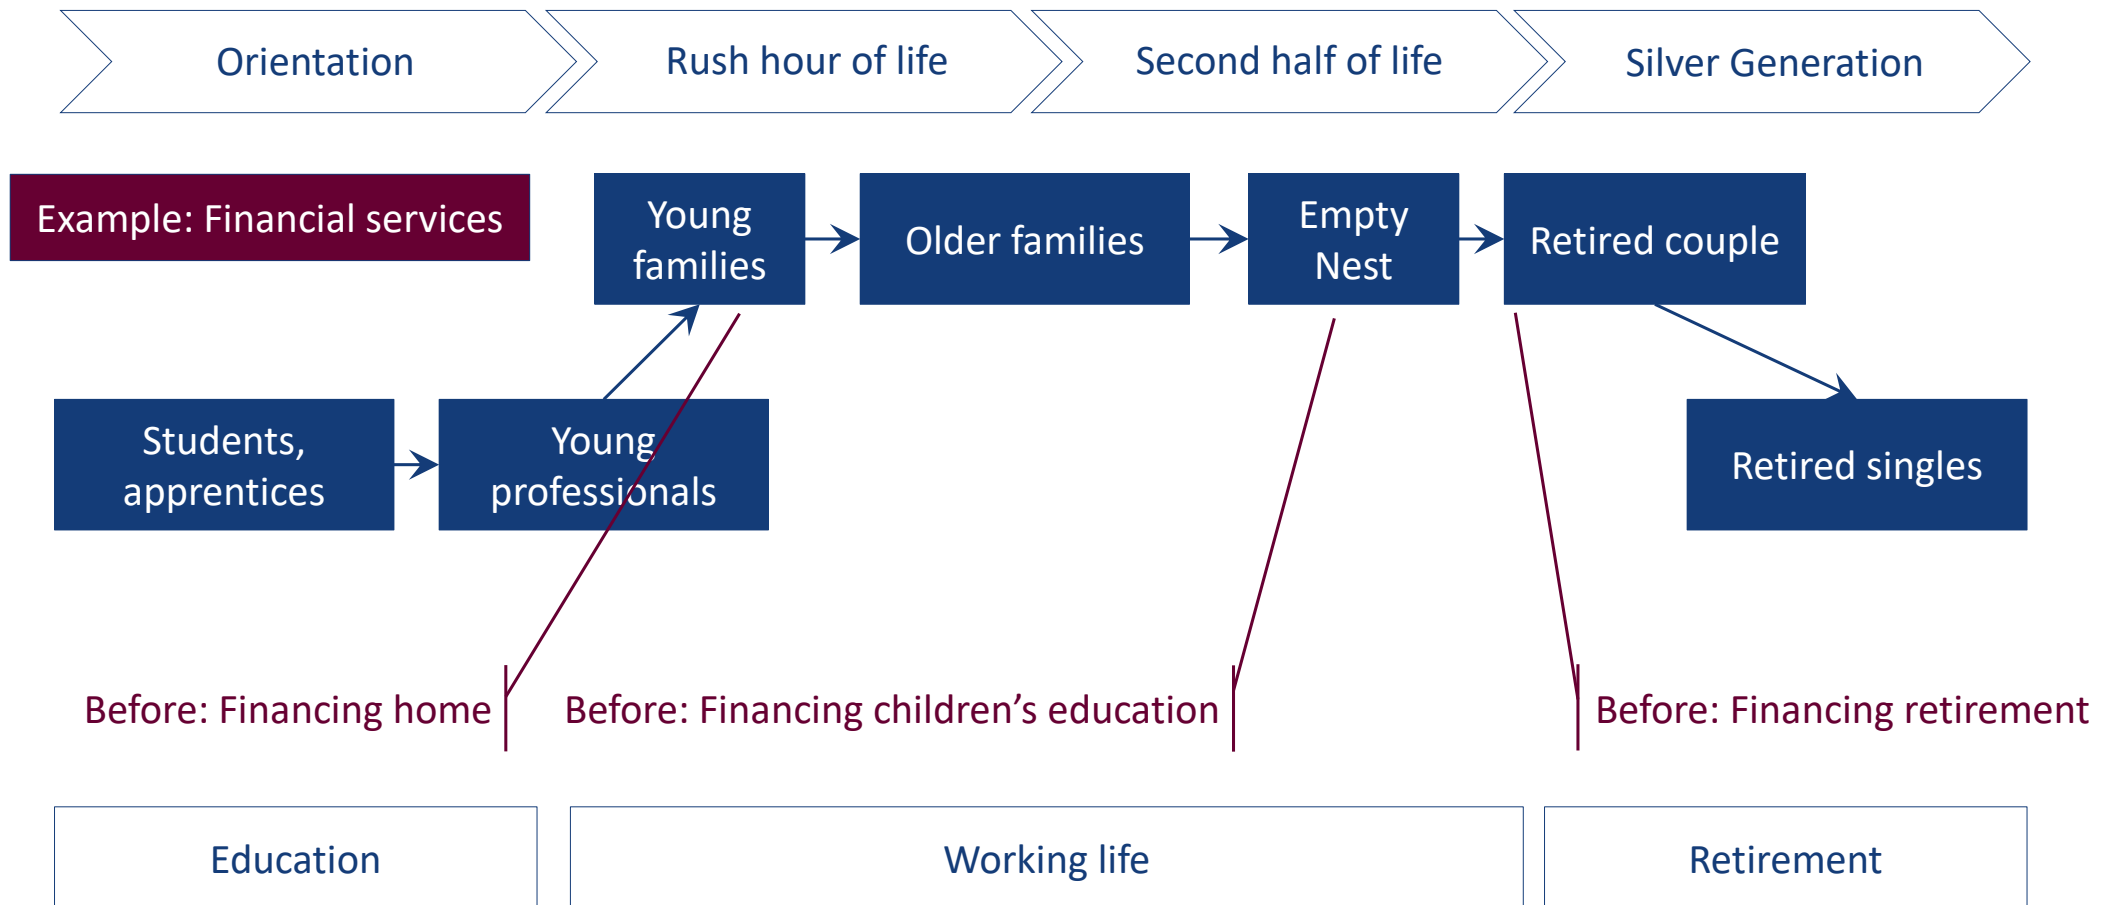 Orientation
Rush hour of life
Second half of life
Silver Generation
Example: Financial services
Young
families
Older families
Empty
Nest
Retired couple
Students,
apprentices
Young
professionals
Retired singles
Before: Financing home
Before: Financing children’s education
Before: Financing retirement
Education
Working life
Retirement